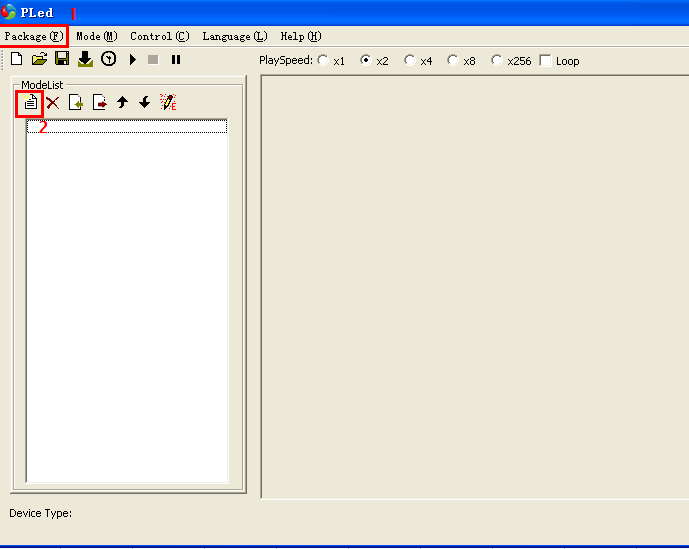 PLed 1
Package(F) Mode(M) Control(C) Language(L) Help(H)
PlaySpeed: x1 x2 x4 x8 x256 Loop
ModeList
E
2
Device Type: